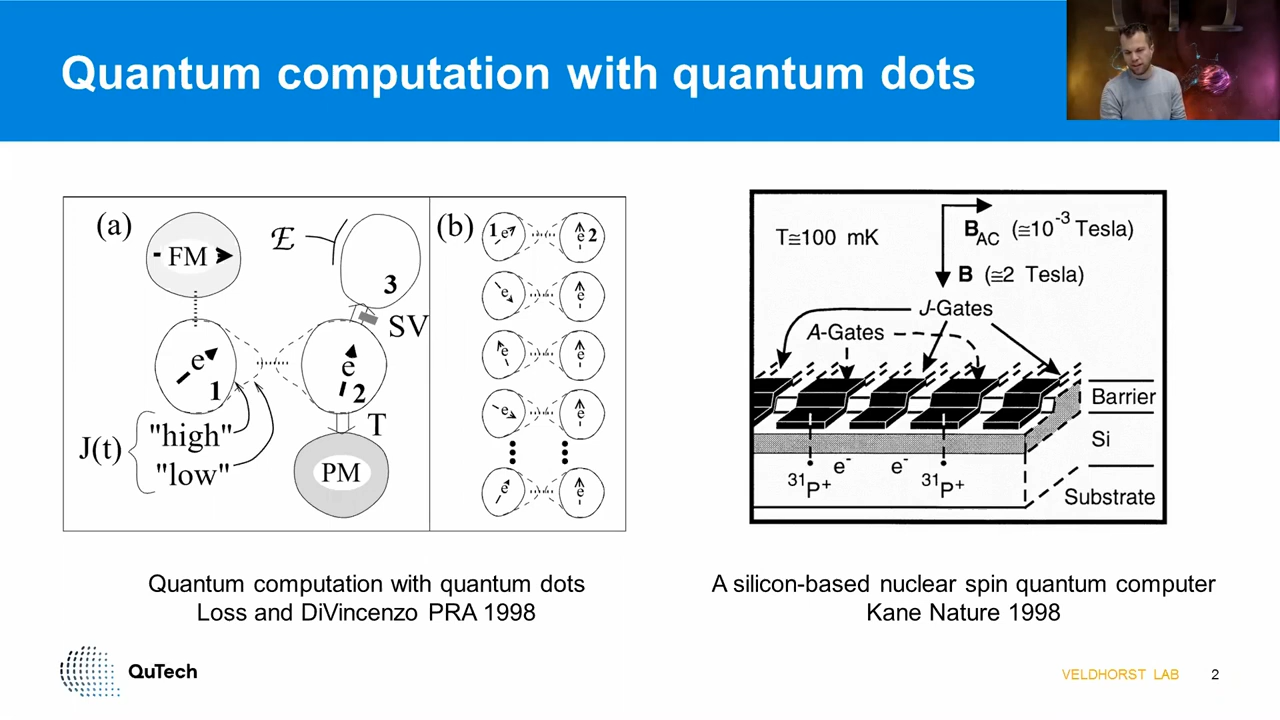 Quantum computation with quantum dots
(a)
FM
ℰ
3
SV
e
1
e
2
T
J(t)
"high"
"low"
PM
(b)
1 e
e 2
e
e
e
e
e
e
e
e
T≅100 mK
B_AC (≅10⁻³ Tesla)
B (≅2 Tesla)
J-Gates
A-Gates
Barrier
Si
Substrate
e⁻ e⁻
³¹P⁺ ³¹P⁺
Quantum computation with quantum dots
Loss and DiVincenzo PRA 1998
A silicon-based nuclear spin quantum computer
Kane Nature 1998
QuTech
VELDHORST LAB 2